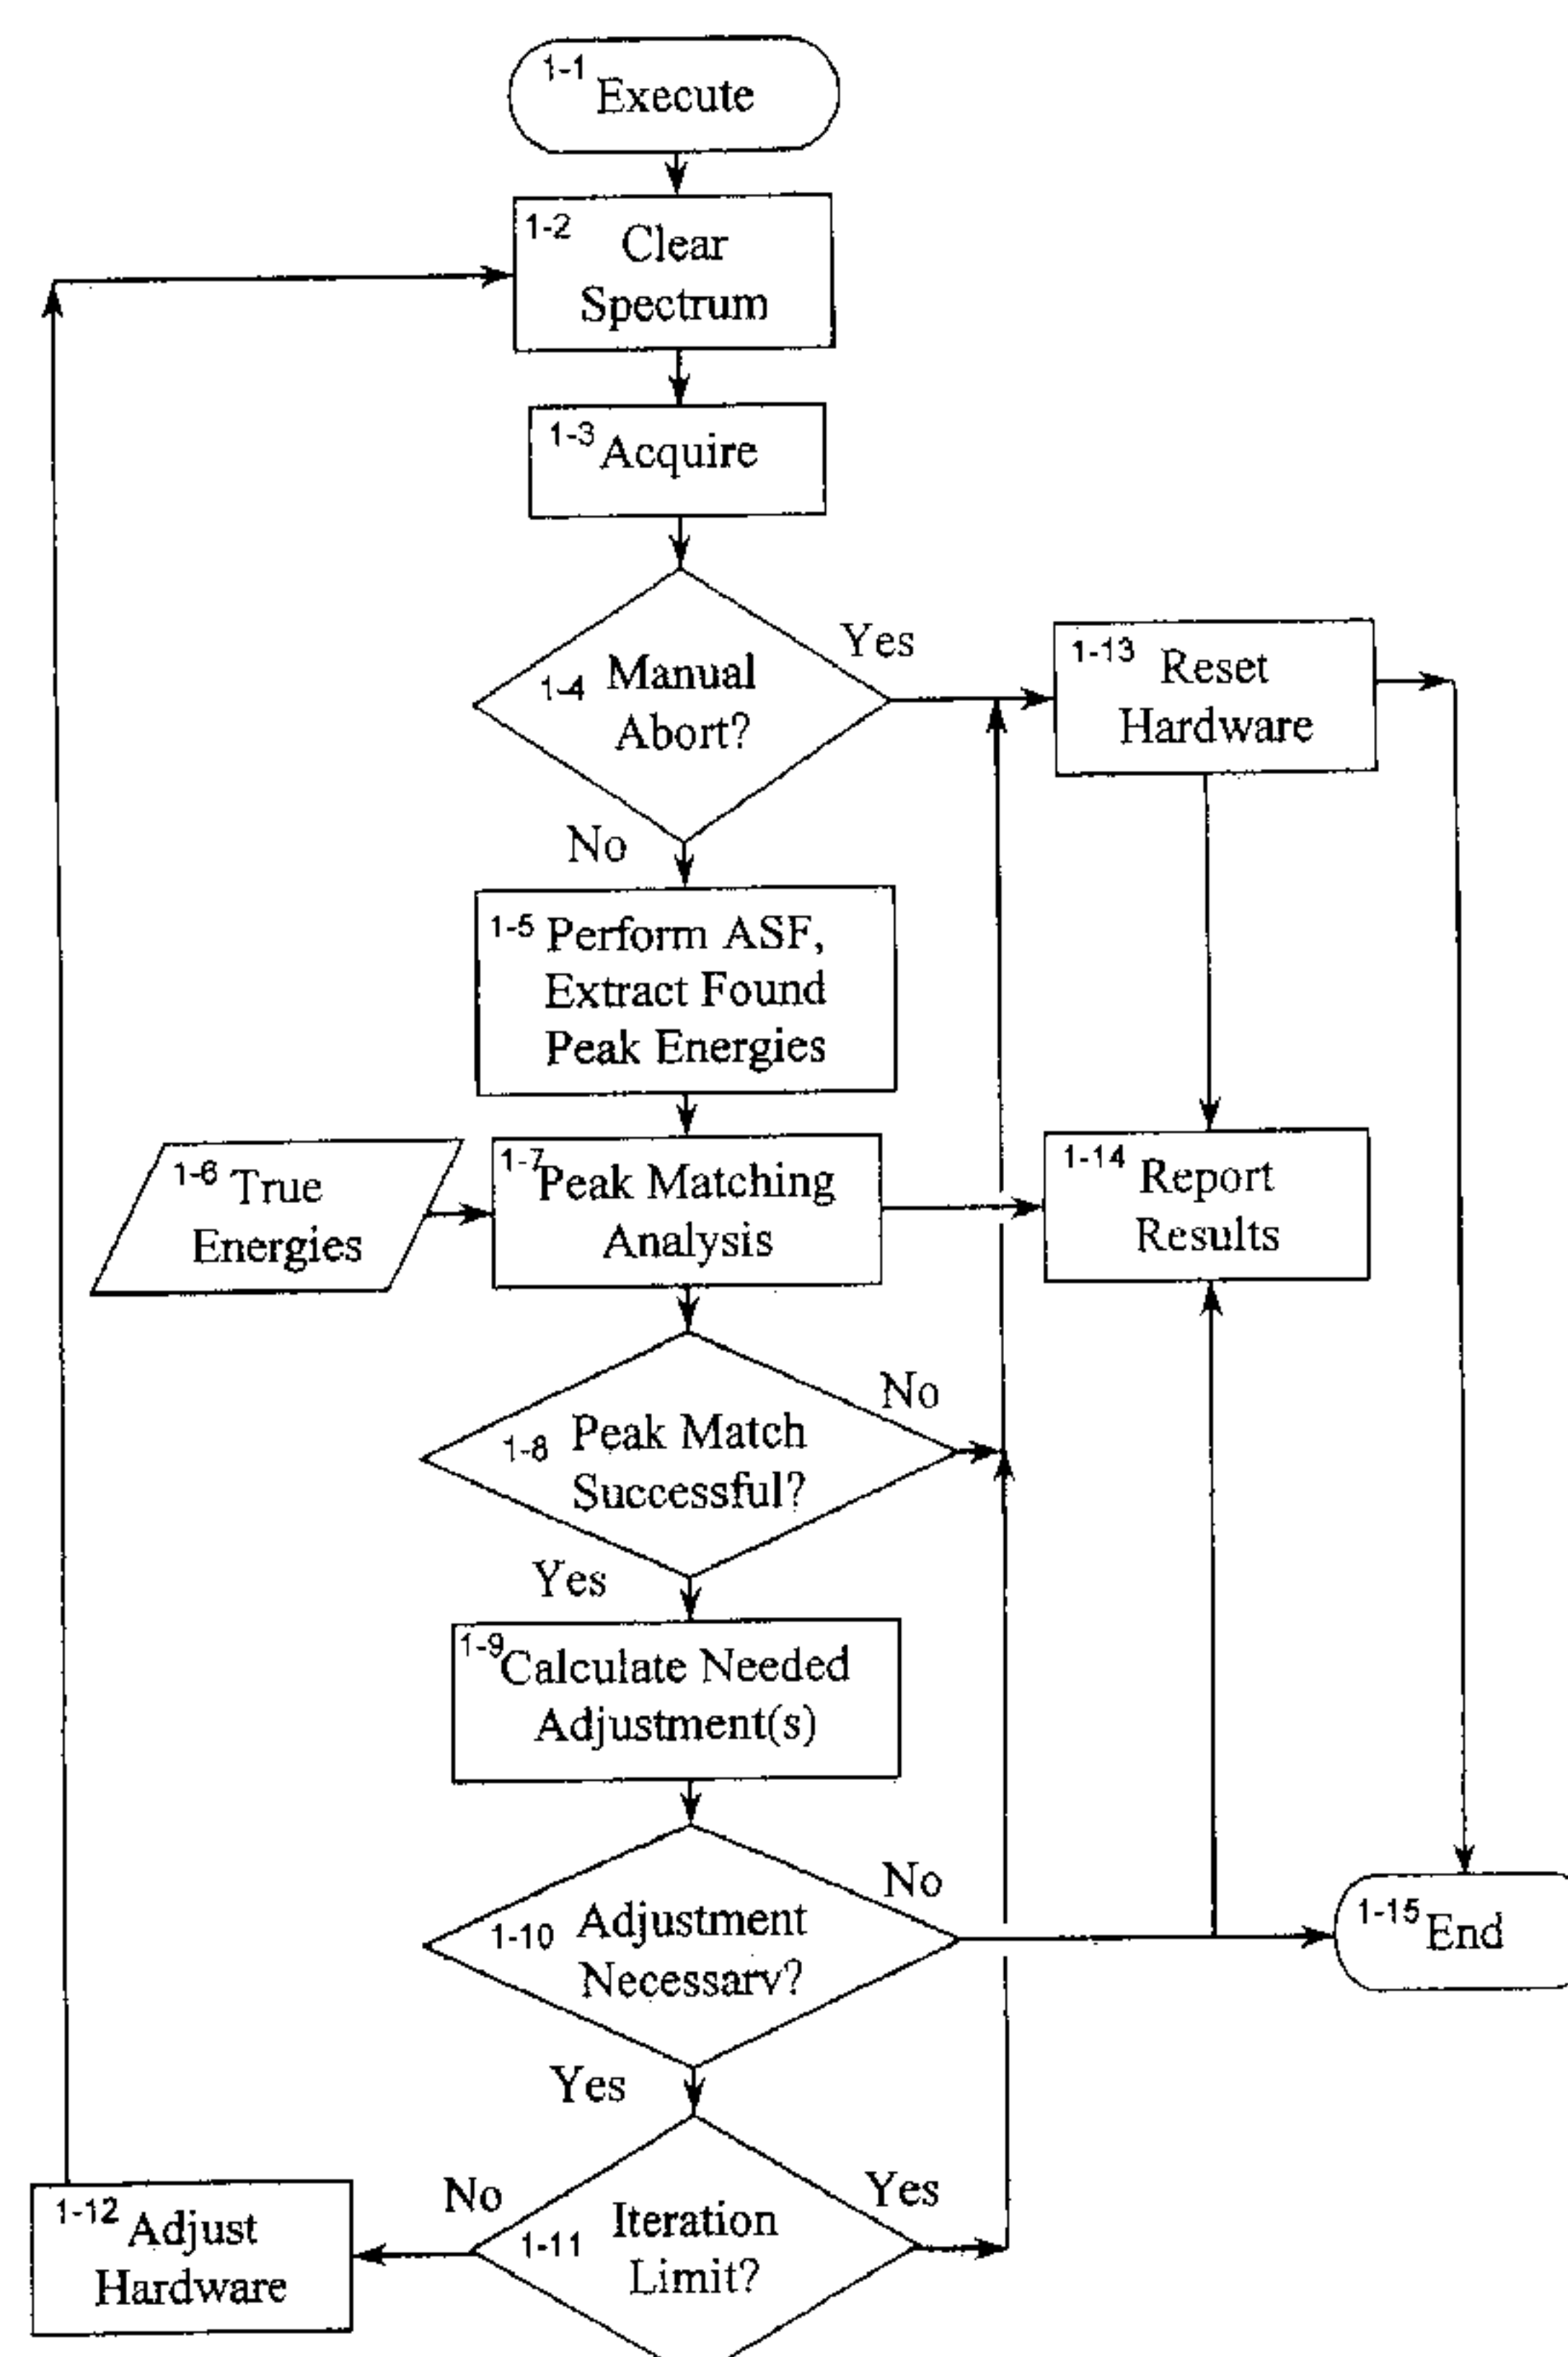 1-1 Execute
1-2 Clear
Spectrum
1-3 Acquire
1-4 Manual
Abort?
Yes
No
1-13 Reset
Hardware
1-5 Perform ASF,
Extract Found
Peak Energies
1-6 True
Energies
1-7 Peak Matching
Analysis
1-14 Report
Results
1-8 Peak Match
Successful?
No
Yes
1-9 Calculate Needed
Adjustment(s)
1-10 Adjustment
Necessary?
No
Yes
1-15 End
1-11 Iteration
Limit?
No
Yes
1-12 Adjust
Hardware